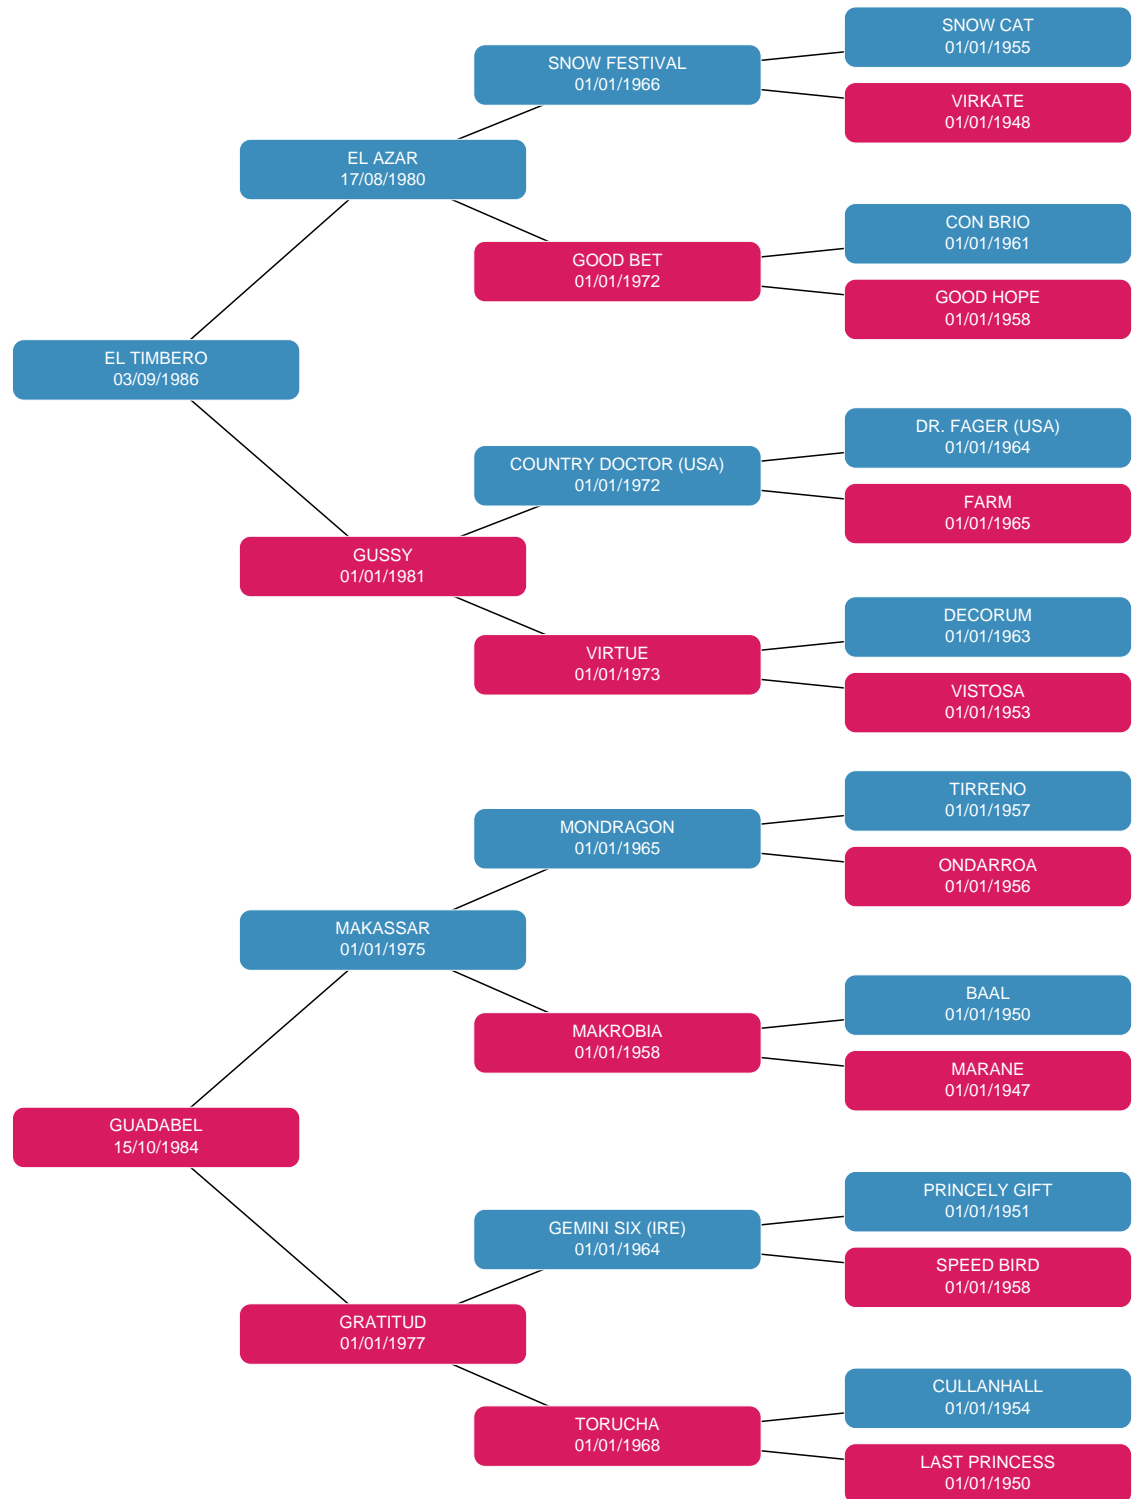 SNOW CAT
01/01/1955
SNOW FESTIVAL
01/01/1966
VIRKATE
01/01/1948
EL AZAR
17/08/1980
CON BRIO
01/01/1961
GOOD BET
01/01/1972
GOOD HOPE
01/01/1958
EL TIMBERO
03/09/1986
DR. FAGER (USA)
01/01/1964
COUNTRY DOCTOR (USA)
01/01/1972
FARM
01/01/1965
GUSSY
01/01/1981
DECORUM
01/01/1963
VIRTUE
01/01/1973
VISTOSA
01/01/1953
TIRRENO
01/01/1957
MONDRAGON
01/01/1965
ONDARROA
01/01/1956
MAKASSAR
01/01/1975
BAAL
01/01/1950
MAKROBIA
01/01/1958
MARANE
01/01/1947
GUADABEL
15/10/1984
PRINCELY GIFT
01/01/1951
GEMINI SIX (IRE)
01/01/1964
SPEED BIRD
01/01/1958
GRATITUD
01/01/1977
CULLANHALL
01/01/1954
TORUCHA
01/01/1968
LAST PRINCESS
01/01/1950